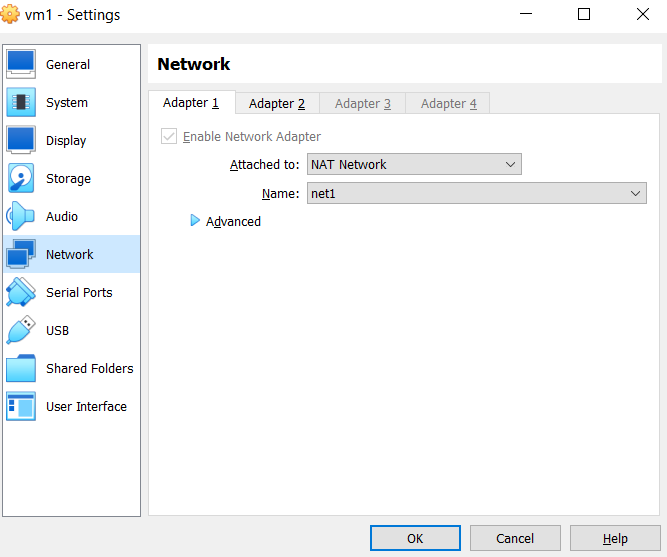 vm1 - Settings
General
System
Display
Storage
Audio
Network
Serial Ports
USB
Shared Folders
User Interface
Network
Adapter 1 Adapter 2 Adapter 3 Adapter 4
Enable Network Adapter
Attached to: NAT Network
Name: net1
Advanced
OK Cancel Help